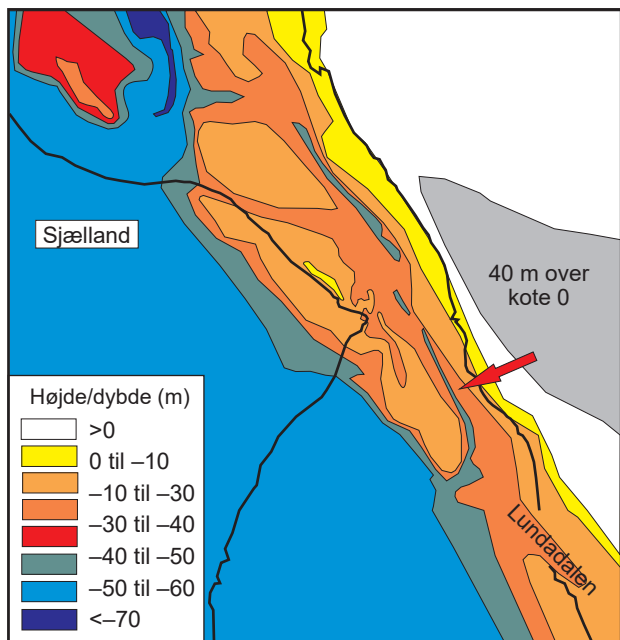 Sjælland
40 m over
kote 0
Højde/dybde (m)
>0
0 til –10
–10 til –30
–30 til –40
–40 til –50
–50 til –60
<–70
Lundadalen